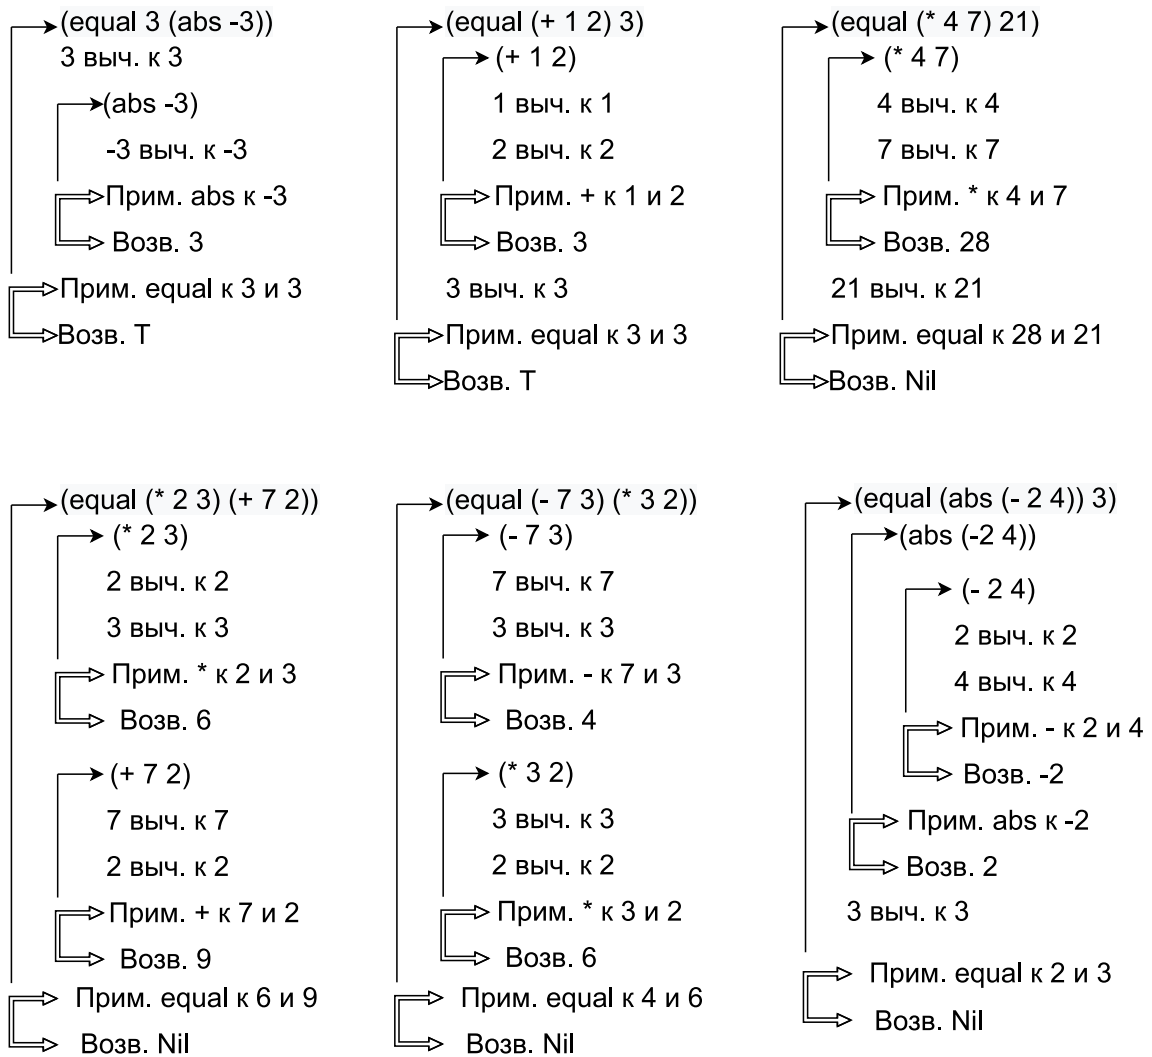 (equal 3 (abs -3))
3 выч. к 3
(abs -3)
-3 выч. к -3
Прим. abs к -3
Возв. 3
Прим. equal к 3 и 3
Возв. T
(equal (+ 1 2) 3)
(+ 1 2)
1 выч. к 1
2 выч. к 2
Прим. + к 1 и 2
Возв. 3
3 выч. к 3
Прим. equal к 3 и 3
Возв. T
(equal (* 4 7) 21)
(* 4 7)
4 выч. к 4
7 выч. к 7
Прим. * к 4 и 7
Возв. 28
21 выч. к 21
Прим. equal к 28 и 21
Возв. Nil
(equal (* 2 3) (+ 7 2))
(* 2 3)
2 выч. к 2
3 выч. к 3
Прим. * к 2 и 3
Возв. 6
(+ 7 2)
7 выч. к 7
2 выч. к 2
Прим. + к 7 и 2
Возв. 9
Прим. equal к 6 и 9
Возв. Nil
(equal (- 7 3) (* 3 2))
(- 7 3)
7 выч. к 7
3 выч. к 3
Прим. - к 7 и 3
Возв. 4
(* 3 2)
3 выч. к 3
2 выч. к 2
Прим. * к 3 и 2
Возв. 6
Прим. equal к 4 и 6
Возв. Nil
(equal (abs (- 2 4)) 3)
(abs (-2 4))
(- 2 4)
2 выч. к 2
4 выч. к 4
Прим. - к 2 и 4
Возв. -2
Прим. abs к -2
Возв. 2
3 выч. к 3
Прим. equal к 2 и 3
Возв. Nil